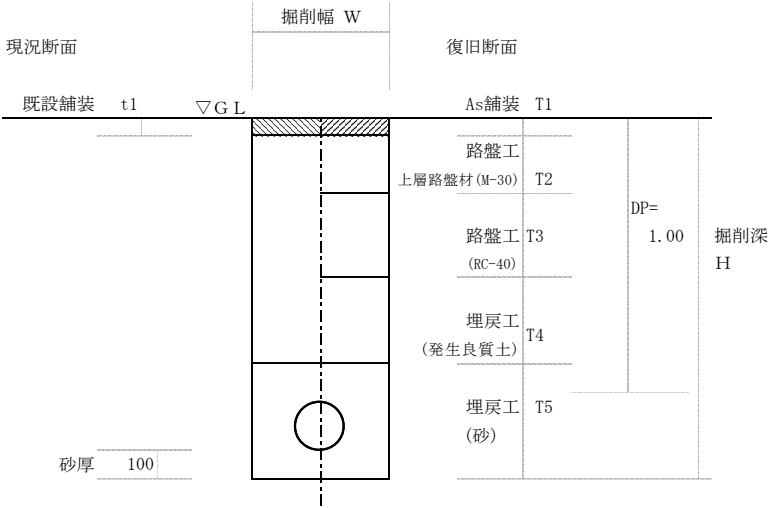 掘削幅 W
現況断面
復旧断面
既設舗装 t1
▽GL
As舗装 T1
路盤工
上層路盤材(M-30) T2
DP=
路盤工 T3
1.00
掘削深
(RC-40)
H
埋戻工
T4
(発生良質土)
埋戻工 T5
(砂)
砂厚 100